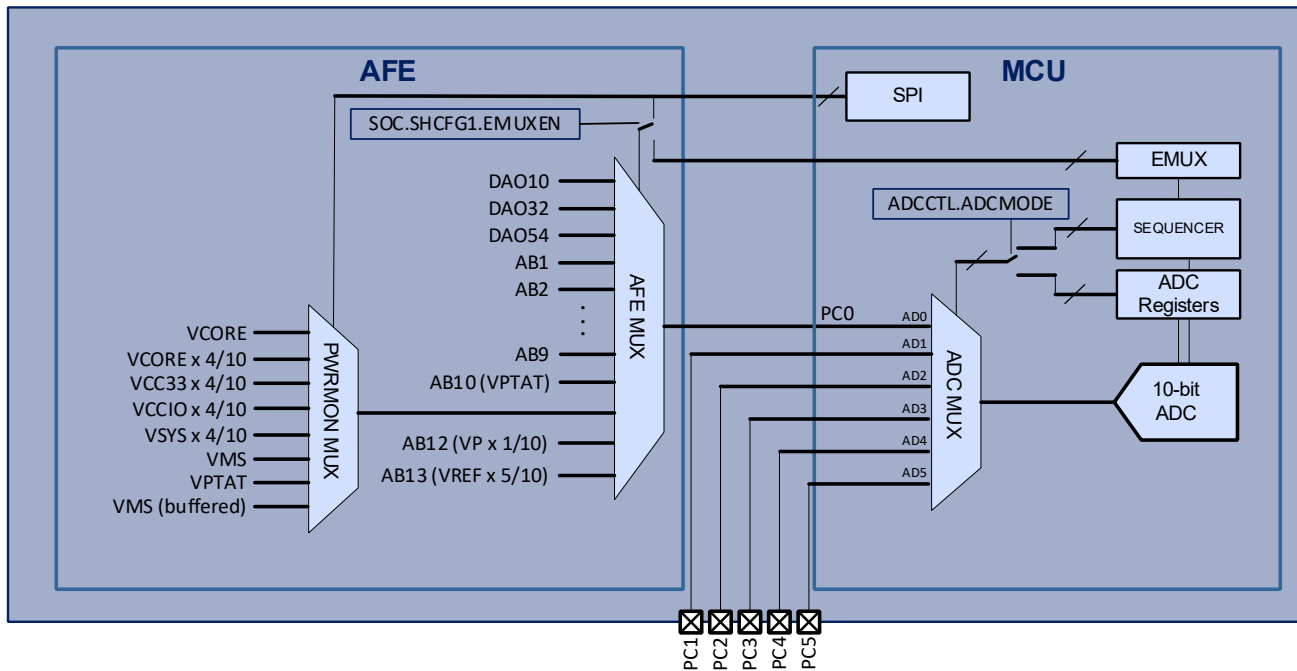 AFE
MCU
SPI
SOC.SHCFG1.EMUXEN
EMUX
DAO10
DAO32
DAO54
AB1
AB2
⋮
AB9
AB10 (VPTAT)
AB12 (VP x 1/10)
AB13 (VREF x 5/10)
AFE MUX
ADCCTL.ADCMODE
SEQUENCER
ADC
Registers
VCORE
VCORE x 4/10
VCC33 x 4/10
VCCIO x 4/10
VSYS x 4/10
VMS
VPTAT
VMS (buffered)
PWRMON MUX
PC0
AD0
AD1
AD2
AD3
AD4
AD5
ADC MUX
10-bit
ADC
PC1
PC2
PC3
PC4
PC5